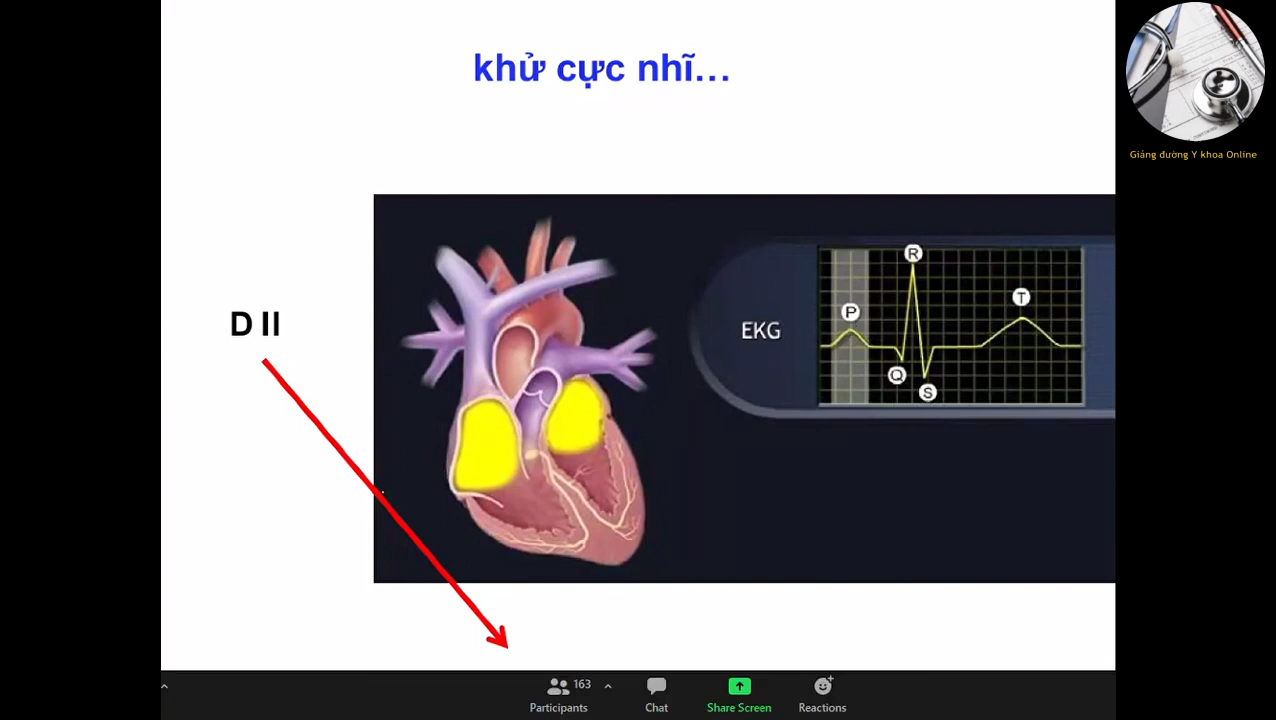 khử cực nhĩ...
Giảng đường Y khoa Online
D II
EKG
P
R
Q
S
T
163
Participants
Chat
Share Screen
Reactions